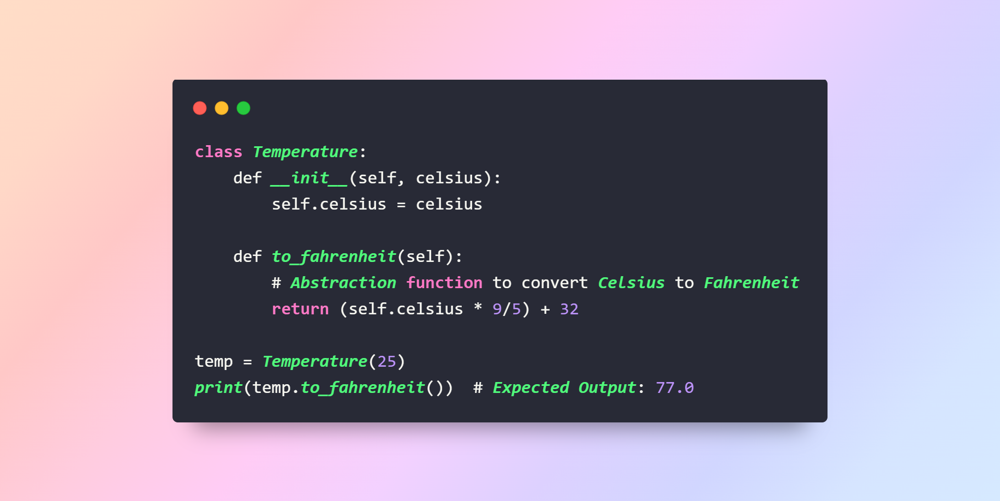 class Temperature:
    def __init__(self, celsius):
        self.celsius = celsius

    def to_fahrenheit(self):
        # Abstraction function to convert Celsius to Fahrenheit
        return (self.celsius * 9/5) + 32

temp = Temperature(25)
print(temp.to_fahrenheit())  # Expected Output: 77.0